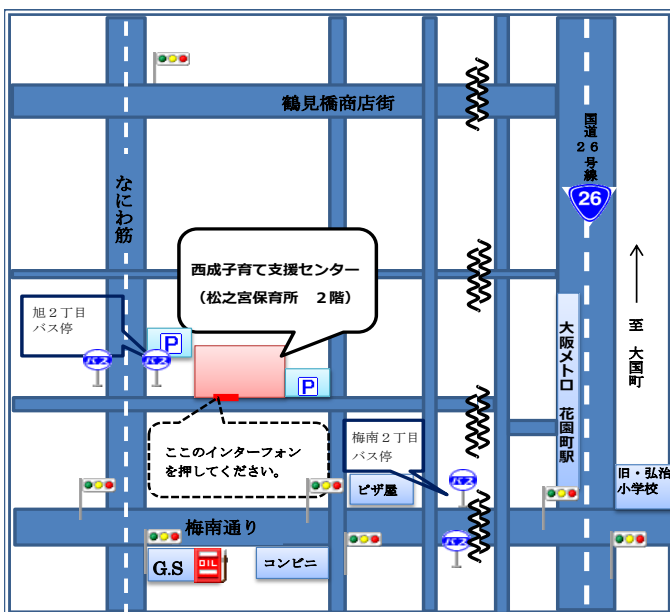 鶴見橋商店街
国道
26
号線
26
なにわ筋
西成子育て支援センター
（松之宮保育所　２階）
旭２丁目
バス停
P
バス
バス
P
至　大国町
大阪メトロ　花園町駅
ここのインターフォン
を押してください。
梅南２丁目
バス停
ピザ屋
バス
旧・弘治
小学校
梅南通り
バス
G.S
OIL
コンビニ